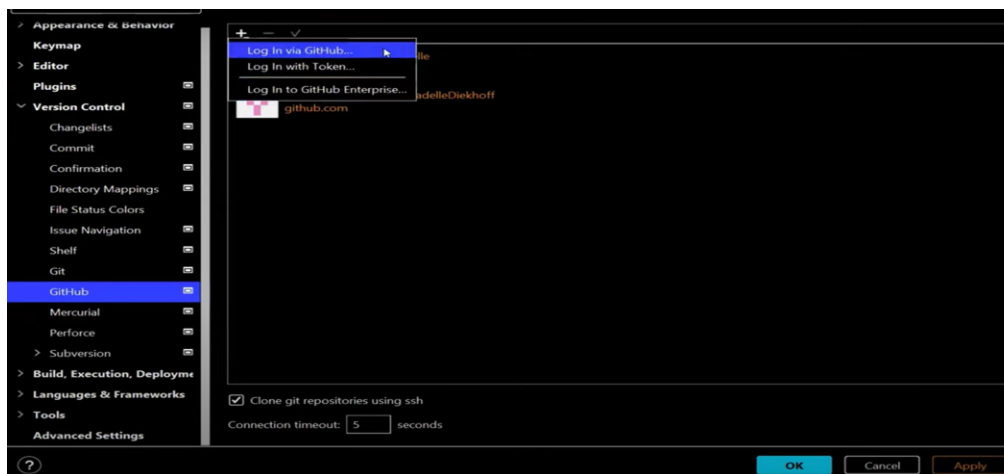 Appearance & Behavior
Keymap
Editor
Plugins
Version Control
Changelists
Commit
Confirmation
Directory Mappings
File Status Colors
Issue Navigation
Shelf
Git
GitHub
Mercurial
Perforce
Subversion
Build, Execution, Deployme
Languages & Frameworks
Tools
Advanced Settings
Log In via GitHub...
lle
Log In with Token...
Log In to GitHub Enterprise...
adelleDiekhoff
github.com
Clone git repositories using ssh
Connection timeout: 5 seconds
?
OK
Cancel
Apply